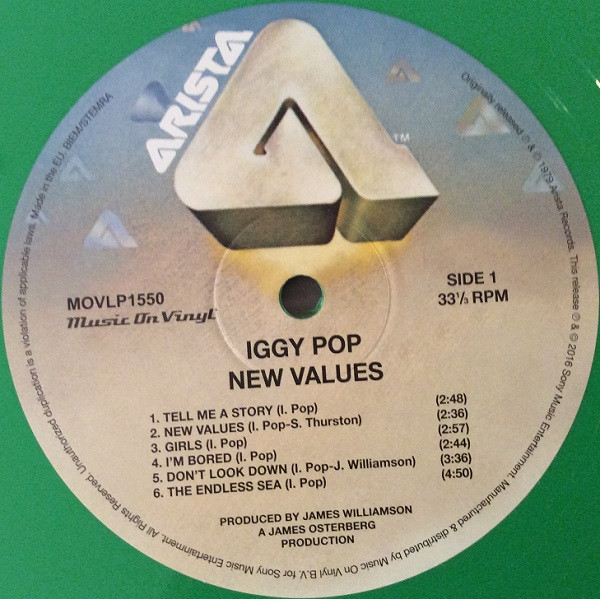 ARISTA
TM
MOVLP1550
Music On Vinyl
SIDE 1
33⅓ RPM
IGGY POP
NEW VALUES
1. TELL ME A STORY (I. Pop) (2:48)
2. NEW VALUES (I. Pop-S. Thurston) (2:36)
3. GIRLS (I. Pop) (2:57)
4. I'M BORED (I. Pop) (2:44)
5. DON'T LOOK DOWN (I. Pop-J. Williamson) (3:36)
6. THE ENDLESS SEA (I. Pop) (4:50)
PRODUCED BY JAMES WILLIAMSON
A JAMES OSTERBERG
PRODUCTION
Originally released ℗ & © 1979 Arista Records. This release ℗ & © 2016 Sony Music Entertainment. Manufactured & distributed by Music On Vinyl B.V. for Sony Music Entertainment. All Rights Reserved. Unauthorized duplication is a violation of applicable laws. Made in the EU. BIEM/STEMRA